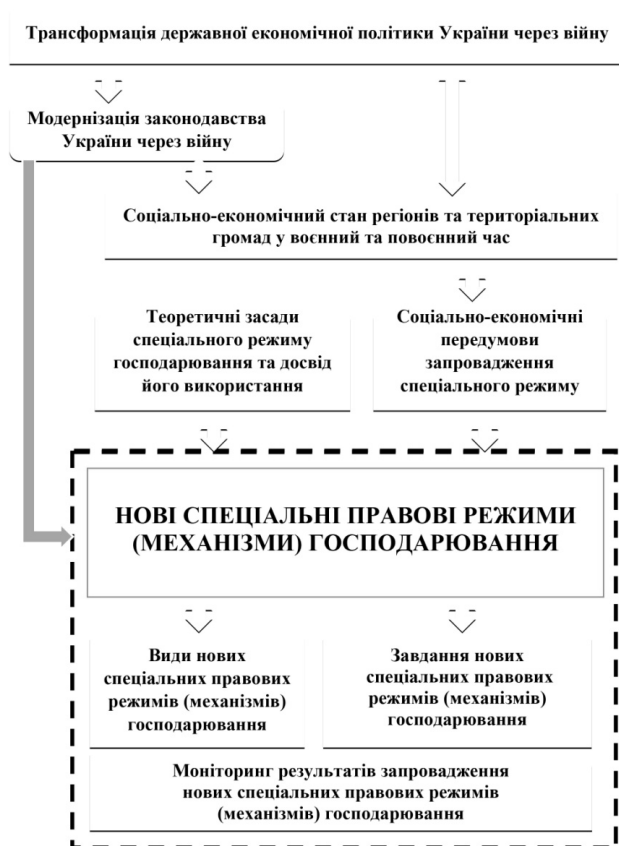 Трансформація державної економічної політики України через війну
Модернізація законодавства
України через війну
Соціально-економічний стан регіонів та територіальних
громад у воєнний та повоєнний час
Теоретичні засади
спеціального режиму
господарювання та досвід
його використання
Соціально-економічні
передумови
запровадження
спеціального режиму
НОВІ СПЕЦІАЛЬНІ ПРАВОВІ РЕЖИМИ
(МЕХАНІЗМИ) ГОСПОДАРЮВАННЯ
Види нових
спеціальних правових
режимів (механізмів)
господарювання
Завдання нових
спеціальних правових
режимів (механізмів)
господарювання
Моніторинг результатів запровадження
нових спеціальних правових режимів
(механізмів) господарювання